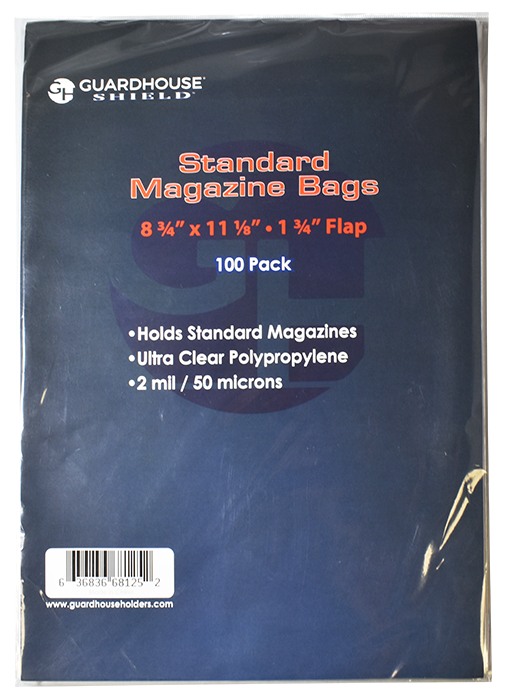 GH GUARDHOUSE®
SHIELD®
Standard
Magazine Bags
8 ¾” x 11 ⅛” • 1 ¾” Flap
100 Pack
•Holds Standard Magazines
•Ultra Clear Polypropylene
•2 mil / 50 microns
6 36836 68125 2
www.guardhouseholders.com